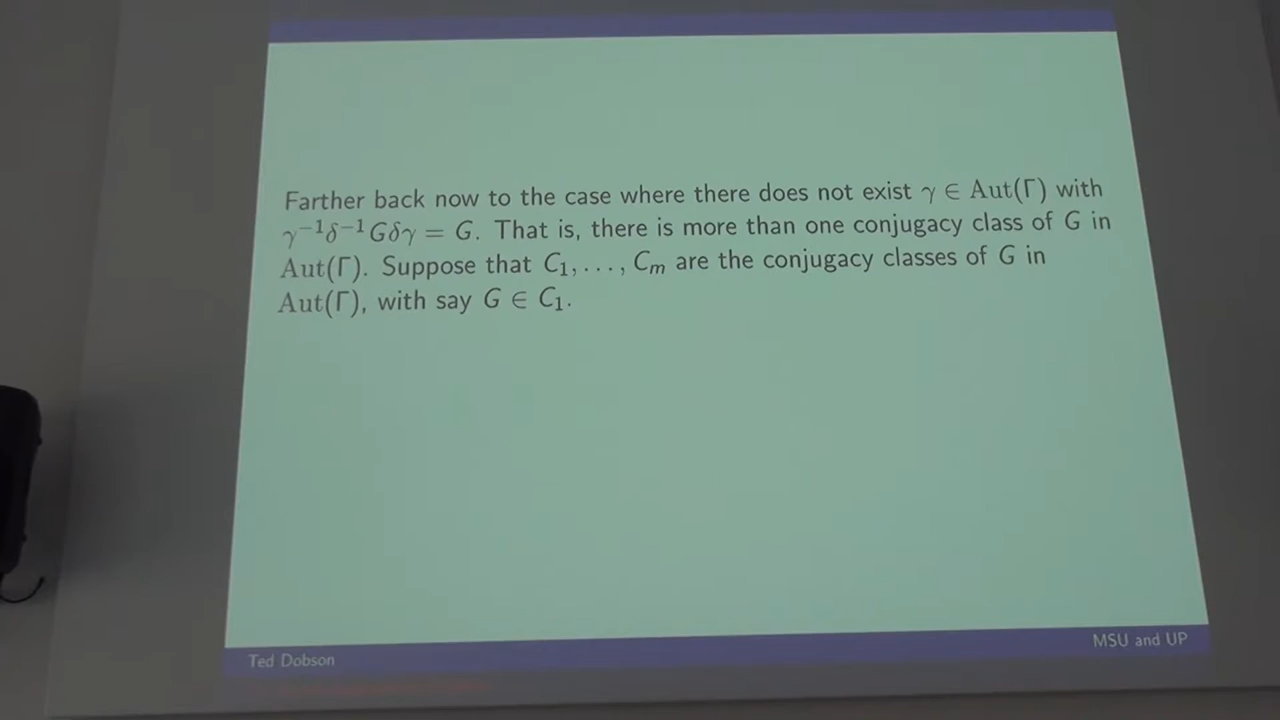 Farther back now to the case where there does not exist γ ∈ Aut(Γ) with
γ⁻¹δ⁻¹Gδγ = G. That is, there is more than one conjugacy class of G in
Aut(Γ). Suppose that C₁, . . . , Cₘ are the conjugacy classes of G in
Aut(Γ), with say G ∈ C₁.
Ted Dobson
MSU and UP